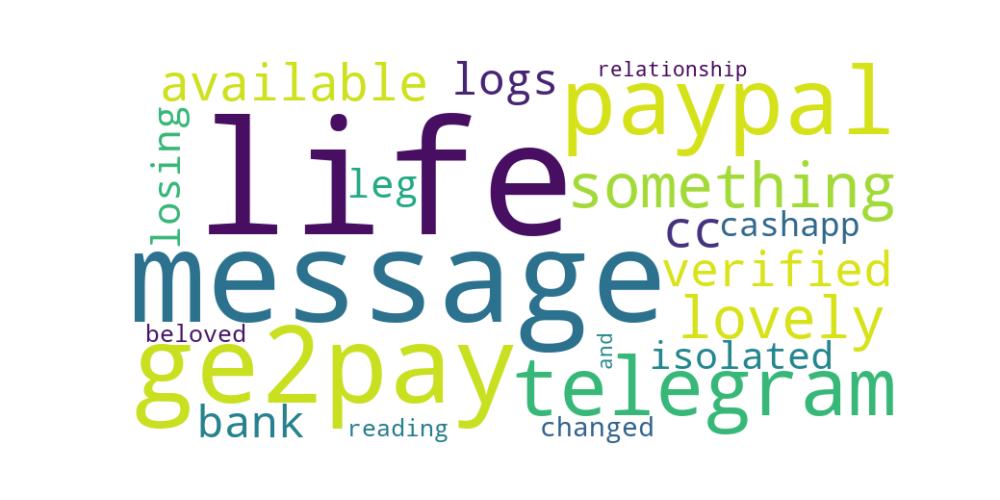 relationship
available
logs
paypal
losing
life
leg
something
cc
cashapp
message
verified
lovely
beloved
ge2pay
and
isolated
telegram
bank
reading
changed